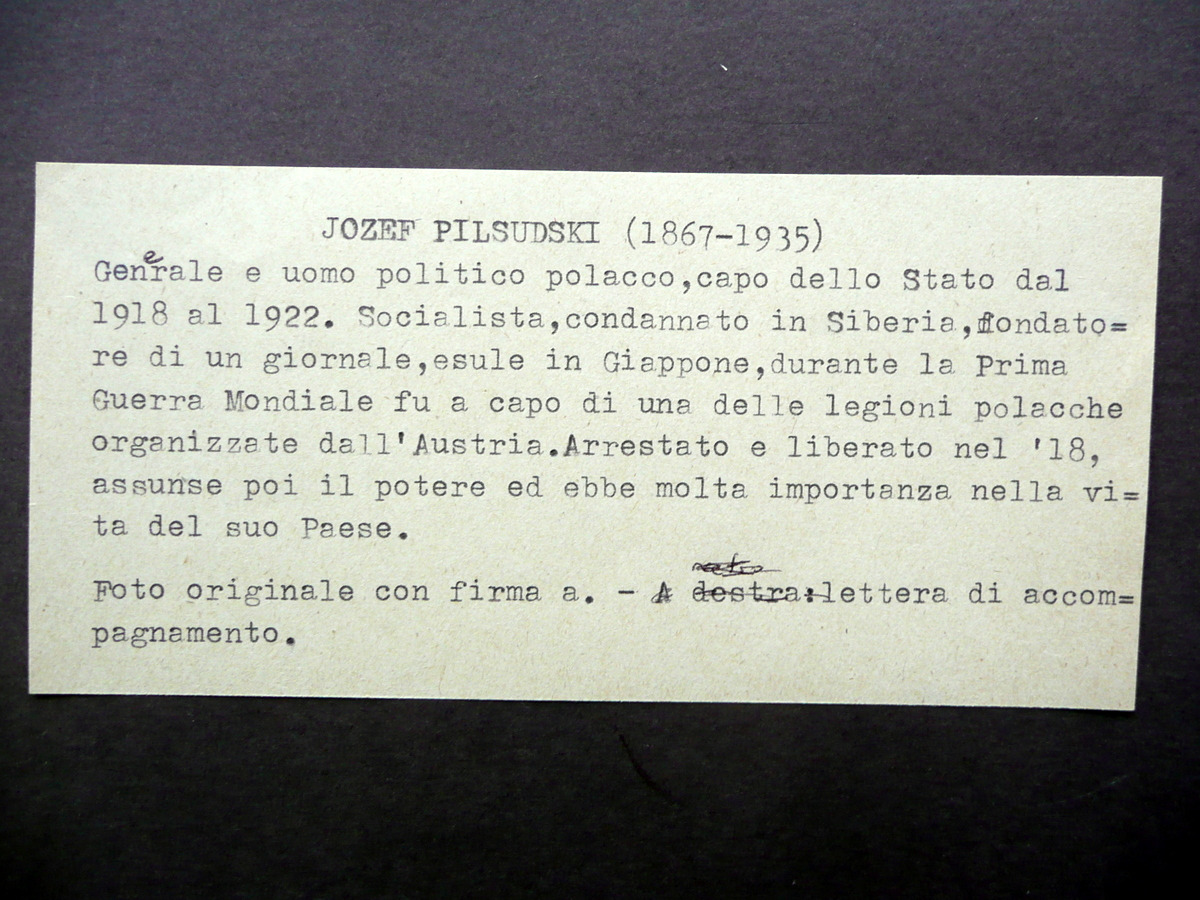 JOZEF PILSUDSKI (1867-1935)
Generale e uomo politico polacco,capo dello Stato dal
1918 al 1922. Socialista,condannato in Siberia,fondato=
re di un giornale,esule in Giappone,durante la Prima
Guerra Mondiale fu a capo di una delle legioni polacche
organizzate dall'Austria.Arrestato e liberato nel '18,
assunse poi il potere ed ebbe molta importanza nella vi=
ta del suo Paese.
Foto originale con firma a. - A destra:lettera di accom=
pagnamento.